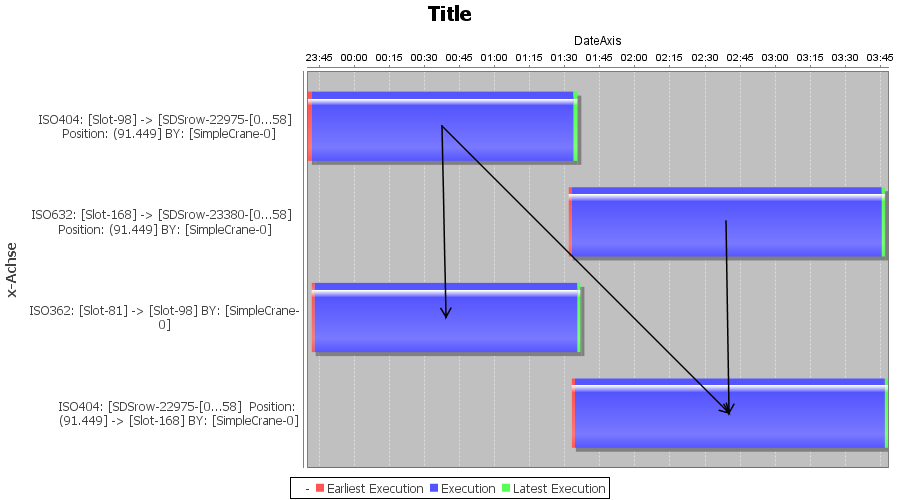 Title
DateAxis
23:45 00:00 00:15 00:30 00:45 01:00 01:15 01:30 01:45 02:00 02:15 02:30 02:45 03:00 03:15 03:30 03:45
x-Achse
ISO404: [Slot-98] -> [SDSrow-22975-[0...58]
Position: (91.449] BY: [SimpleCrane-0]
ISO632: [Slot-168] -> [SDSrow-23380-[0...58]
Position: (91.449] BY: [SimpleCrane-0]
ISO362: [Slot-81] -> [Slot-98] BY: [SimpleCrane-
0]
ISO404: [SDSrow-22975-[0...58] Position:
(91.449] -> [Slot-168] BY: [SimpleCrane-0]
- Earliest Execution Execution Latest Execution